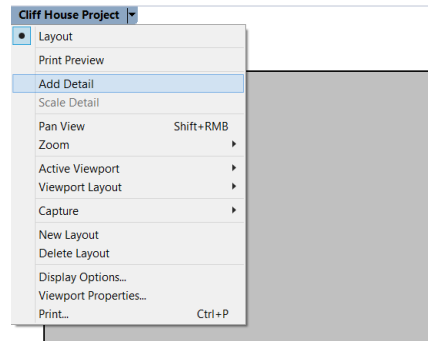 Cliff House Project
Layout
Print Preview
Add Detail
Scale Detail
Pan View Shift+RMB
Zoom
Active Viewport
Viewport Layout
Capture
New Layout
Delete Layout
Display Options...
Viewport Properties...
Print... Ctrl+P